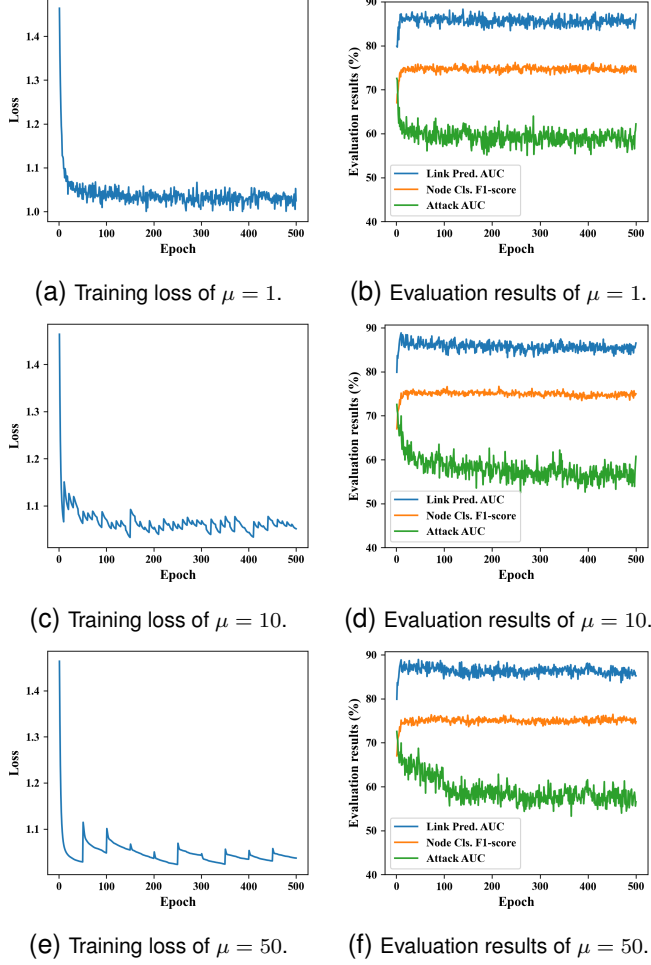 1.4
1.3
1.2
1.1
1.0
Loss
0 100 200 300 400 500
Epoch
(a) Training loss of μ = 1.
90
80
70
60
50
40
Evaluation results (%)
Link Pred. AUC
Node Cls. F1-score
Attack AUC
0 100 200 300 400 500
Epoch
(b) Evaluation results of μ = 1.
1.4
1.3
1.2
1.1
Loss
0 100 200 300 400 500
Epoch
(c) Training loss of μ = 10.
90
80
70
60
50
40
Evaluation results (%)
Link Pred. AUC
Node Cls. F1-score
Attack AUC
0 100 200 300 400 500
Epoch
(d) Evaluation results of μ = 10.
1.4
1.3
1.2
1.1
Loss
0 100 200 300 400 500
Epoch
(e) Training loss of μ = 50.
90
80
70
60
50
40
Evaluation results (%)
Link Pred. AUC
Node Cls. F1-score
Attack AUC
0 100 200 300 400 500
Epoch
(f) Evaluation results of μ = 50.